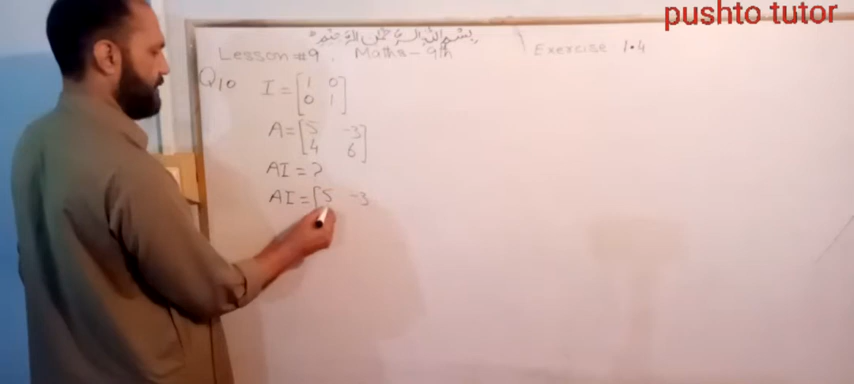 pushto tutor
بسم الله الرحمن الرحیم
Lesson #9, Maths - 9th Exercise 1.4
Q10 I = [1 0
0 1]
A = [5 -3
4 6]
AI = ?
AI = [5 -3